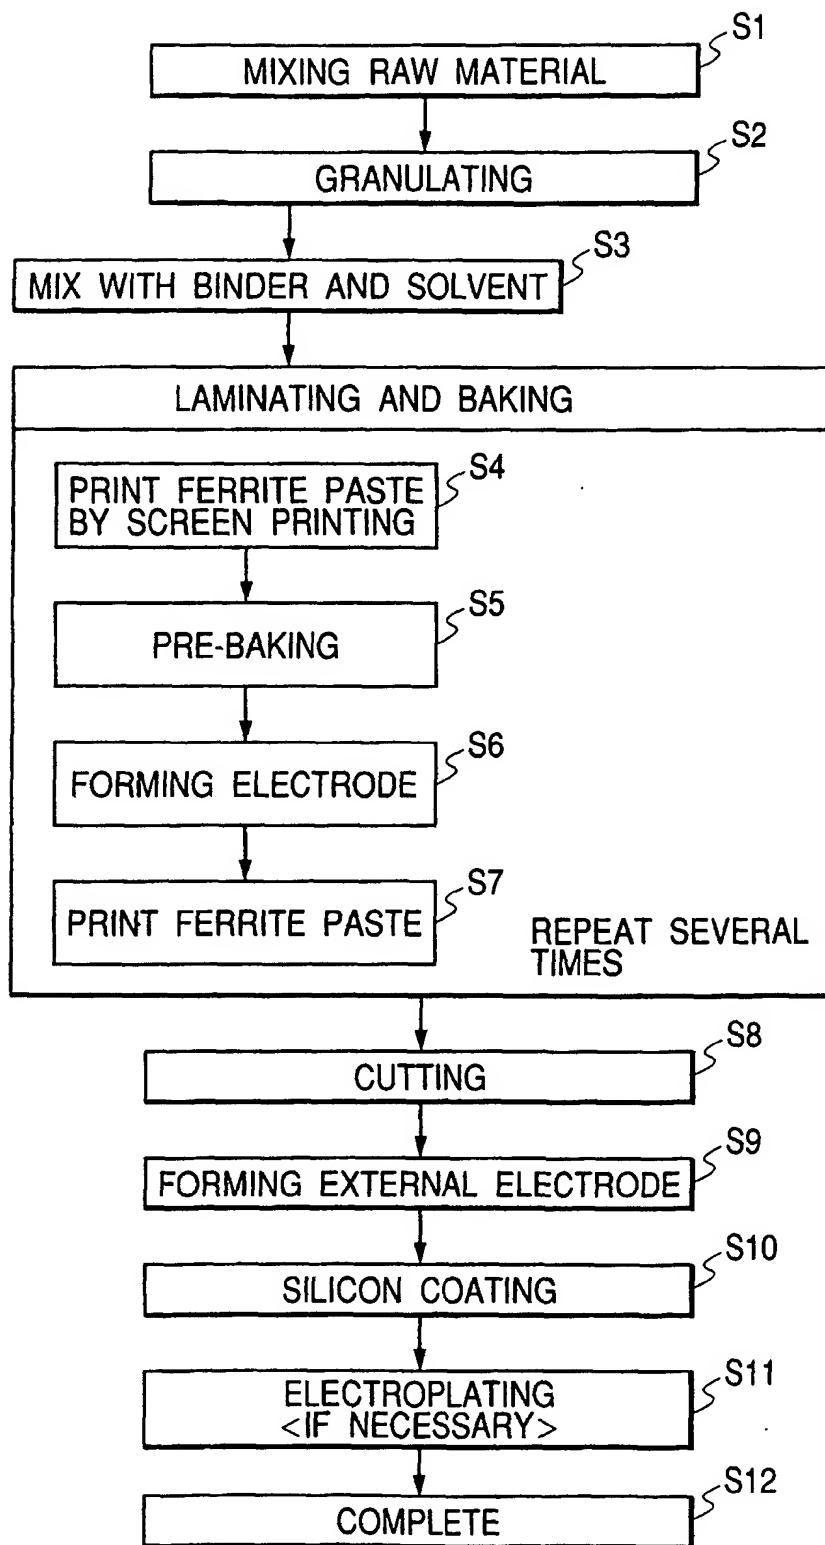 S1
MIXING RAW MATERIAL
S2
GRANULATING
S3
MIX WITH BINDER AND SOLVENT
LAMINATING AND BAKING
S4
PRINT FERRITE PASTE
BY SCREEN PRINTING
S5
PRE-BAKING
S6
FORMING ELECTRODE
S7
PRINT FERRITE PASTE
REPEAT SEVERAL
TIMES
S8
CUTTING
S9
FORMING EXTERNAL ELECTRODE
S10
SILICON COATING
S11
ELECTROPLATING
<IF NECESSARY>
S12
COMPLETE